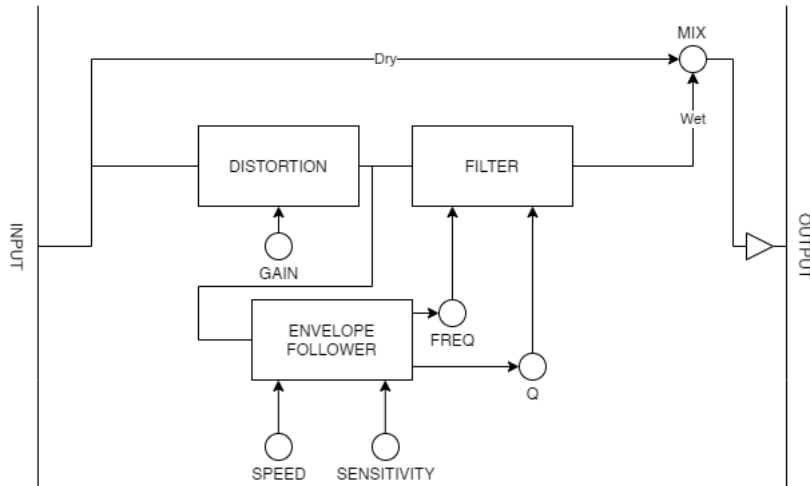 MIX
Dry
Wet
DISTORTION
FILTER
INPUT
OUTPUT
GAIN
ENVELOPE
FOLLOWER
FREQ
Q
SPEED
SENSITIVITY